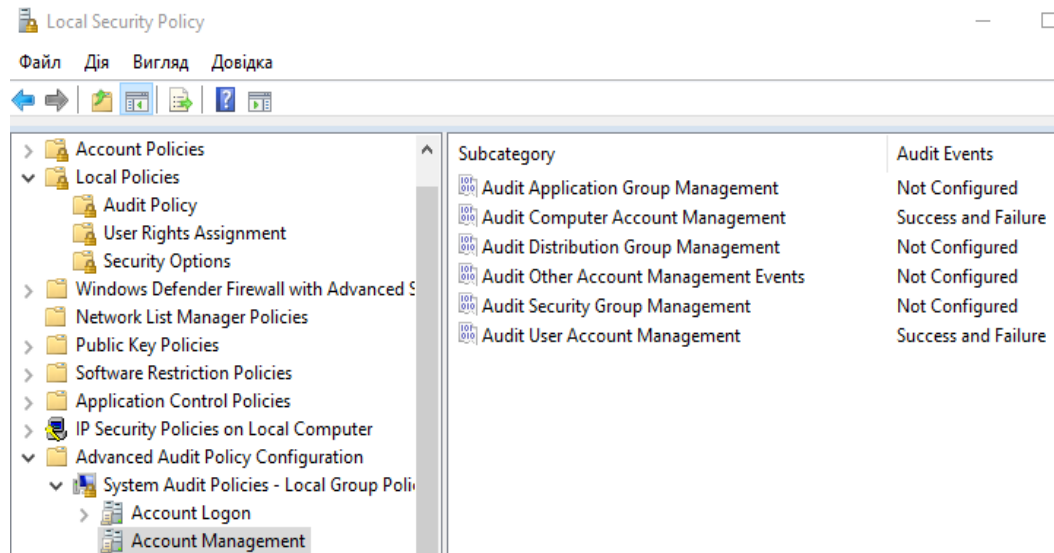 Local Security Policy
Файл Дія Вигляд Довідка
Account Policies
Local Policies
Audit Policy
User Rights Assignment
Security Options
Windows Defender Firewall with Advanced S
Network List Manager Policies
Public Key Policies
Software Restriction Policies
Application Control Policies
IP Security Policies on Local Computer
Advanced Audit Policy Configuration
System Audit Policies - Local Group Poli
Account Logon
Account Management
Subcategory Audit Events
Audit Application Group Management Not Configured
Audit Computer Account Management Success and Failure
Audit Distribution Group Management Not Configured
Audit Other Account Management Events Not Configured
Audit Security Group Management Not Configured
Audit User Account Management Success and Failure